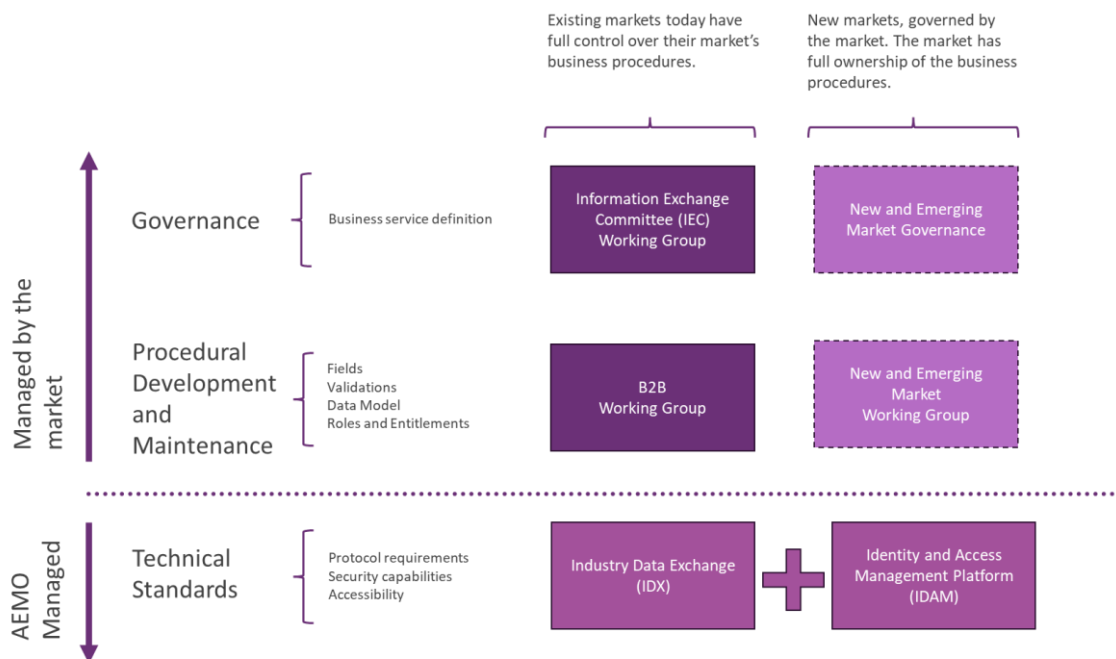 Existing markets today have
full control over their market’s
business procedures.
New markets, governed by
the market. The market has
full ownership of the business
procedures.
Managed by the
market
Governance
Business service definition
Information Exchange
Committee (IEC)
Working Group
New and Emerging
Market Governance
Procedural
Development
and
Maintenance
Fields
Validations
Data Model
Roles and Entitlements
B2B
Working Group
New and Emerging
Market
Working Group
AEMO
Managed
Technical
Standards
Protocol requirements
Security capabilities
Accessibility
Industry Data Exchange
(IDX)
Identity and Access
Management Platform
(IDAM)